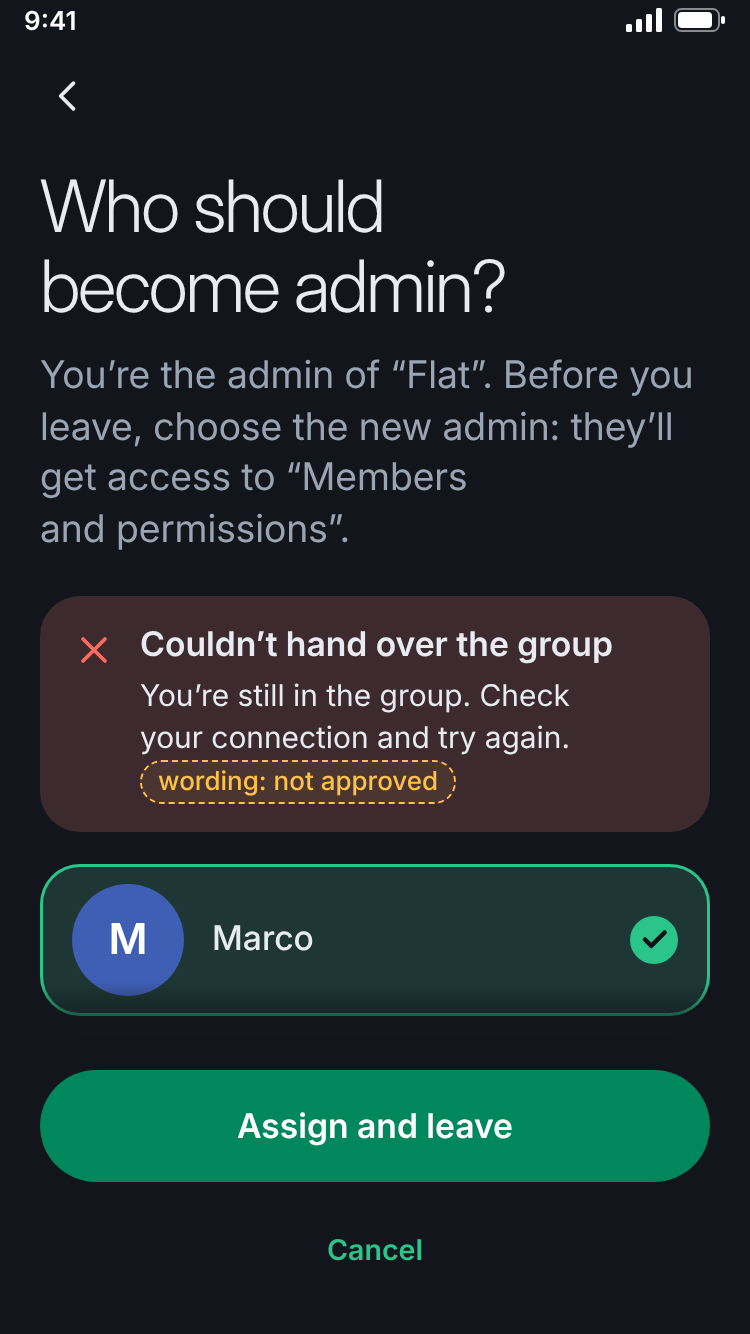 9:41
Who should
become admin?
You’re the admin of “Flat”. Before you
leave, choose the new admin: they’ll
get access to “Members
and permissions”.
Couldn’t hand over the group
You’re still in the group. Check
your connection and try again.
wording: not approved
M
Marco
Assign and leave
Cancel